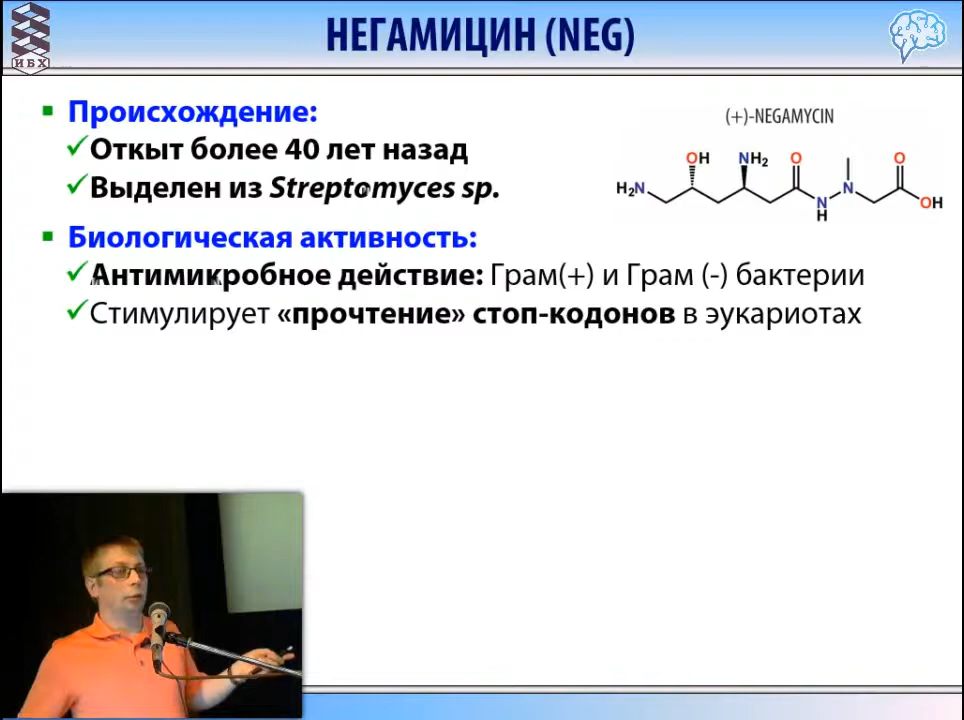 НЕГАМИЦИН (NEG)
ИБХ
Происхождение:
Откыт более 40 лет назад
Выделен из Streptomyces sp.
(+)-NEGAMYCIN
OH NH₂ O O
H₂N N N OH
H
Биологическая активность:
Антимикробное действие: Грам(+) и Грам (-) бактерии
Стимулирует «прочтение» стоп-кодонов в эукариотах